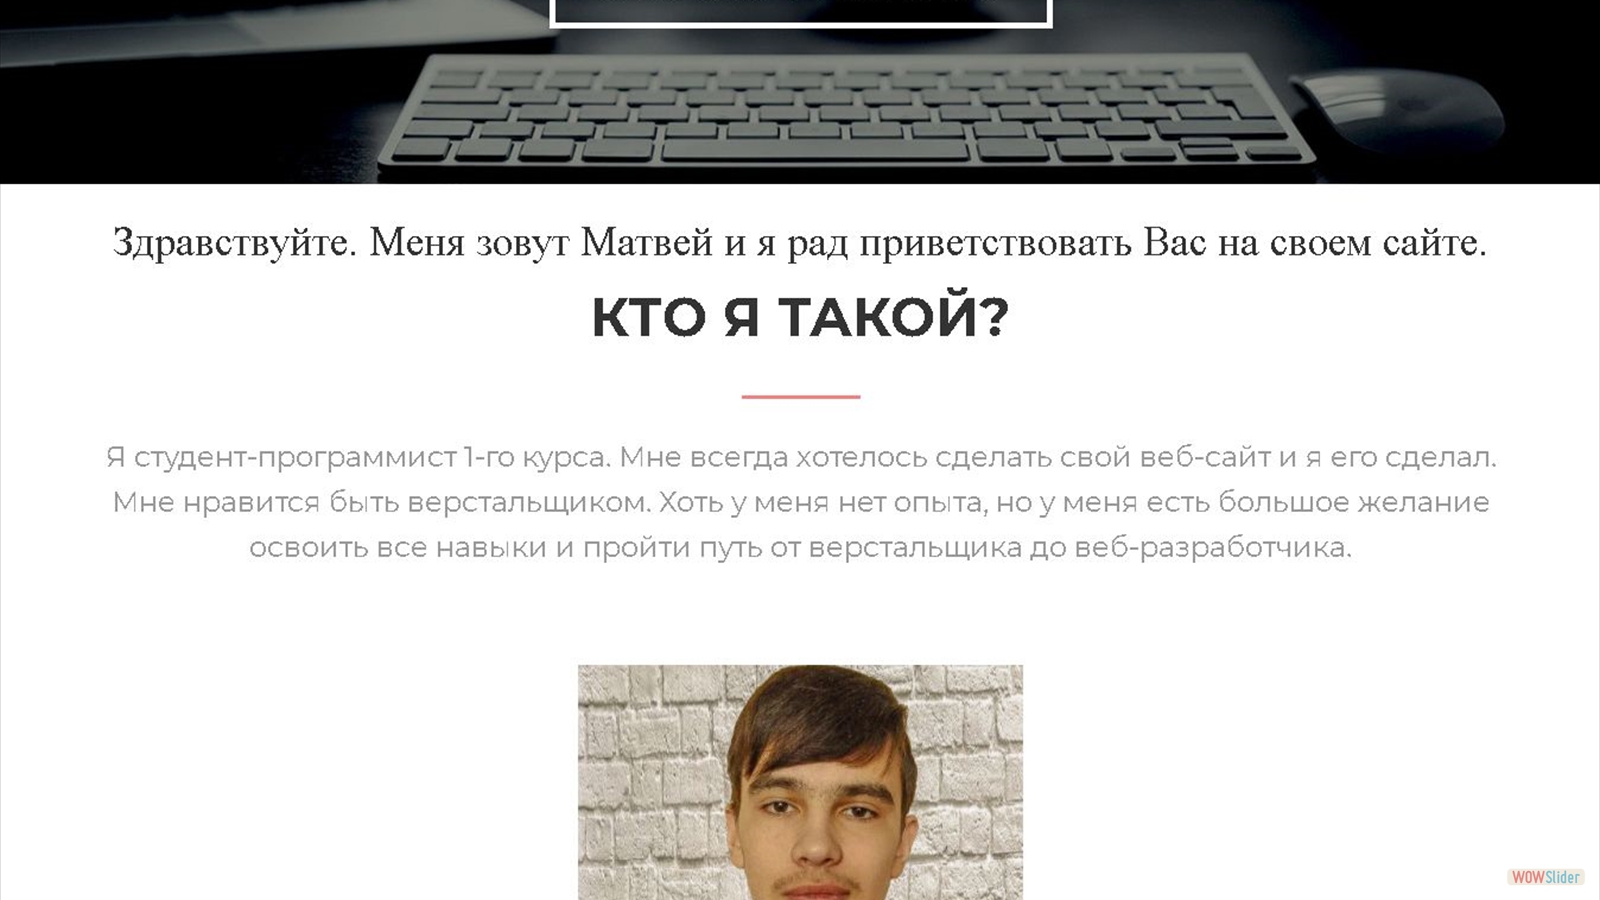 Здравствуйте. Меня зовут Матвей и я рад приветствовать Вас на своем сайте.
КТО Я ТАКОЙ?
Я студент-программист 1-го курса. Мне всегда хотелось сделать свой веб-сайт и я его сделал.
Мне нравится быть верстальщиком. Хоть у меня нет опыта, но у меня есть большое желание
освоить все навыки и пройти путь от верстальщика до веб-разработчика.
WOWSlider